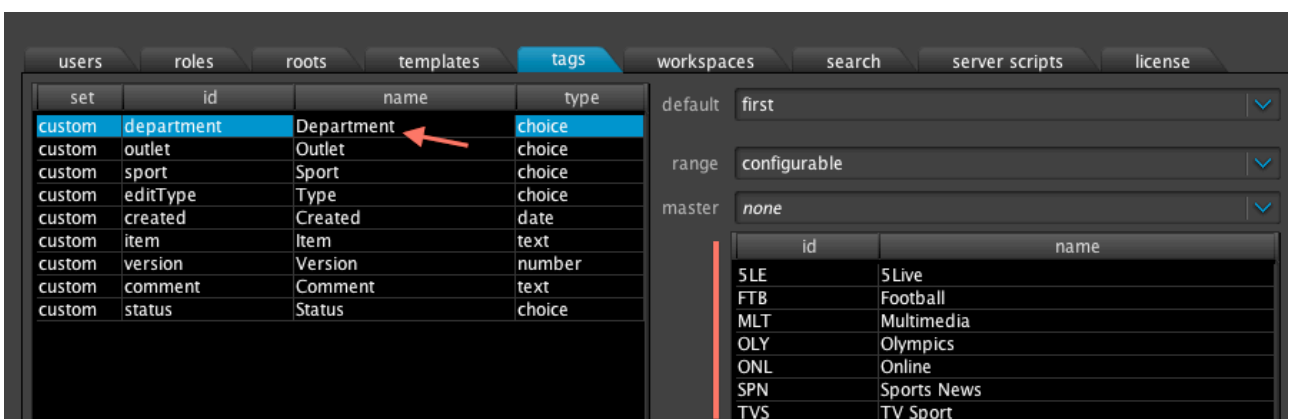 users roles roots templates tags workspaces search server scripts license
set id name type
custom department Department choice
custom outlet Outlet choice
custom sport Sport choice
custom editType Type choice
custom created Created date
custom item Item text
custom version Version number
custom comment Comment text
custom status Status choice
default first
range configurable
master none
id name
5LE 5Live
FTB Football
MLT Multimedia
OLY Olympics
ONL Online
SPN Sports News
TVS TV Sport